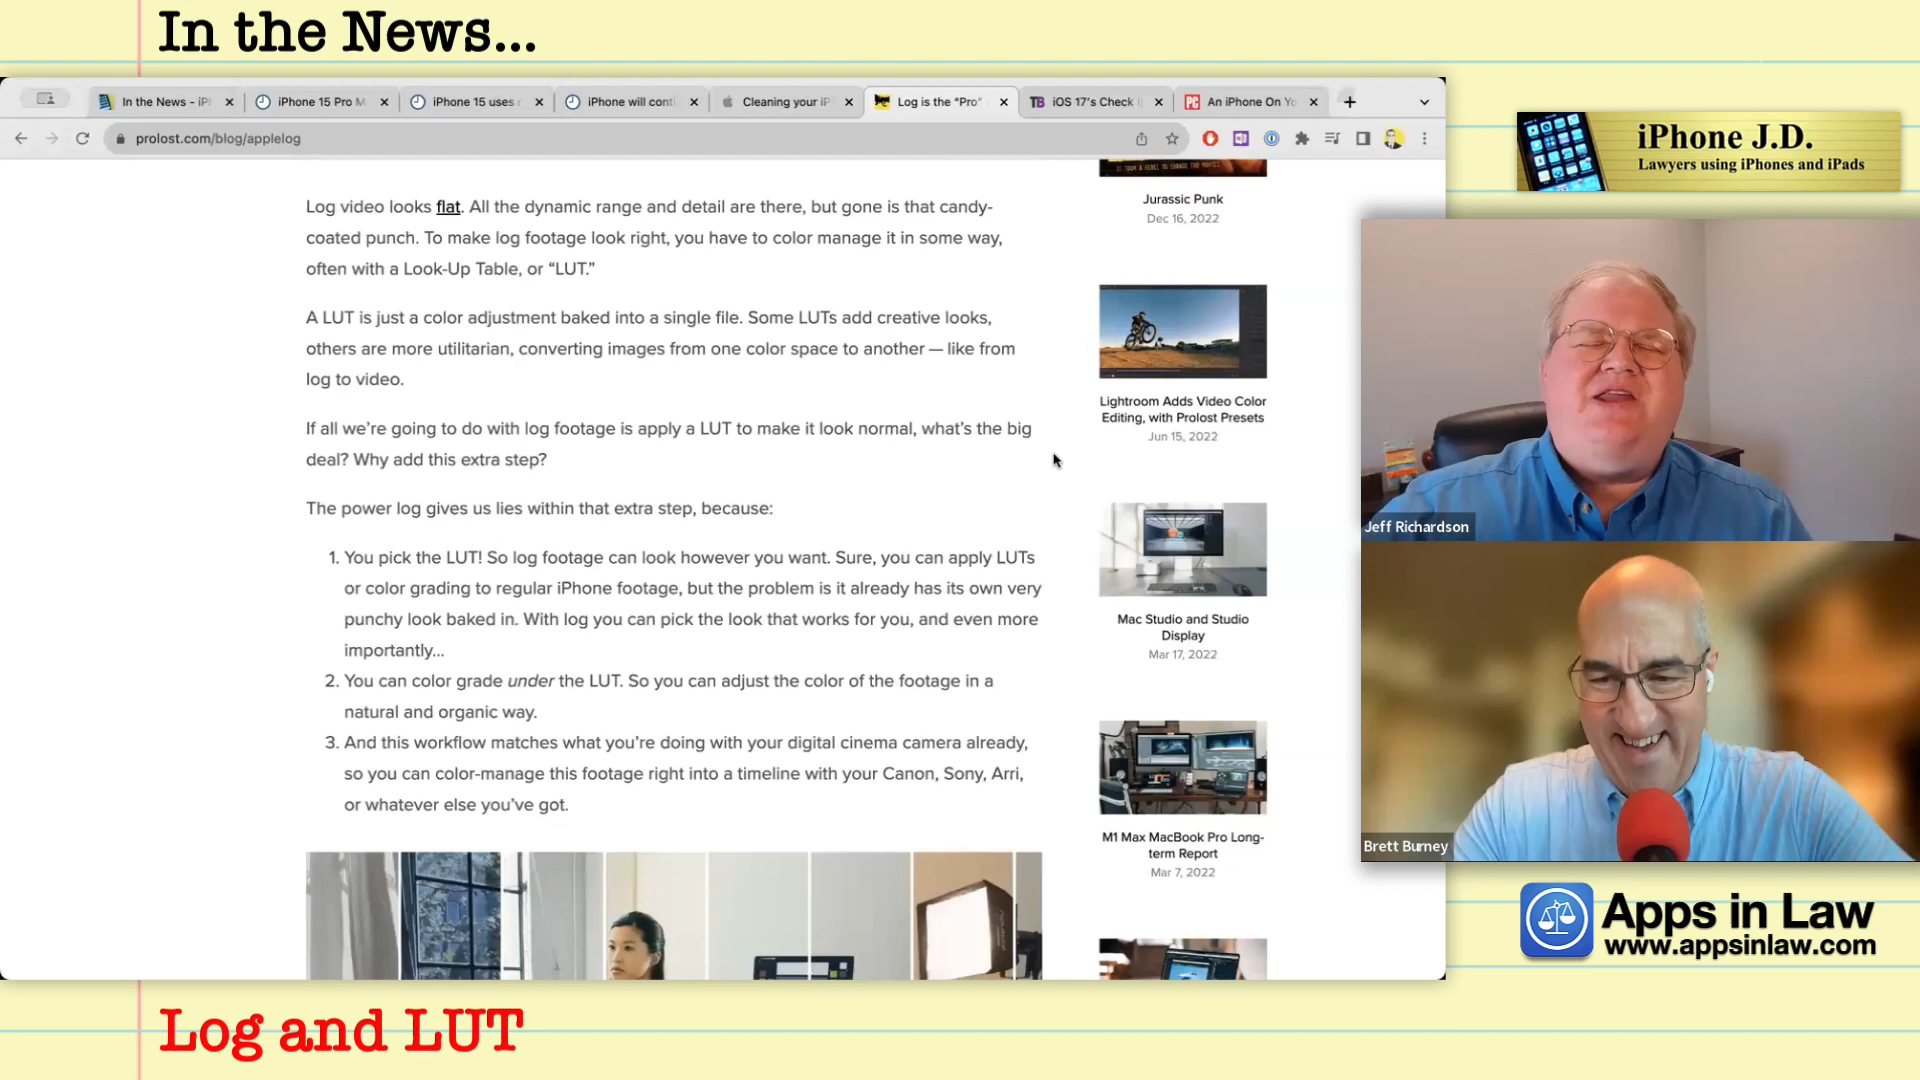 In the News...
In the News - iPh
iPhone 15 Pro M
iPhone 15 uses
iPhone will cont
Cleaning your iP
Log is the “Pro”
TB iOS 17's Check
PC An iPhone On Yo
prolost.com/blog/applelog
Log video looks flat. All the dynamic range and detail are there, but gone is that candy-
coated punch. To make log footage look right, you have to color manage it in some way,
often with a Look-Up Table, or “LUT.”
A LUT is just a color adjustment baked into a single file. Some LUTs add creative looks,
others are more utilitarian, converting images from one color space to another — like from
log to video.
If all we’re going to do with log footage is apply a LUT to make it look normal, what’s the big
deal? Why add this extra step?
The power log gives us lies within that extra step, because:
1. You pick the LUT! So log footage can look however you want. Sure, you can apply LUTs
or color grading to regular iPhone footage, but the problem is it already has its own very
punchy look baked in. With log you can pick the look that works for you, and even more
importantly...
2. You can color grade under the LUT. So you can adjust the color of the footage in a
natural and organic way.
3. And this workflow matches what you’re doing with your digital cinema camera already,
so you can color-manage this footage right into a timeline with your Canon, Sony, Arri,
or whatever else you’ve got.
Jurassic Punk
Dec 16, 2022
Lightroom Adds Video Color
Editing, with Prolost Presets
Jun 15, 2022
Mac Studio and Studio
Display
Mar 17, 2022
M1 Max MacBook Pro Long-
term Report
Mar 7, 2022
iPhone J.D.
Lawyers using iPhones and iPads
Jeff Richardson
Brett Burney
Apps in Law
www.appsinlaw.com
Log and LUT